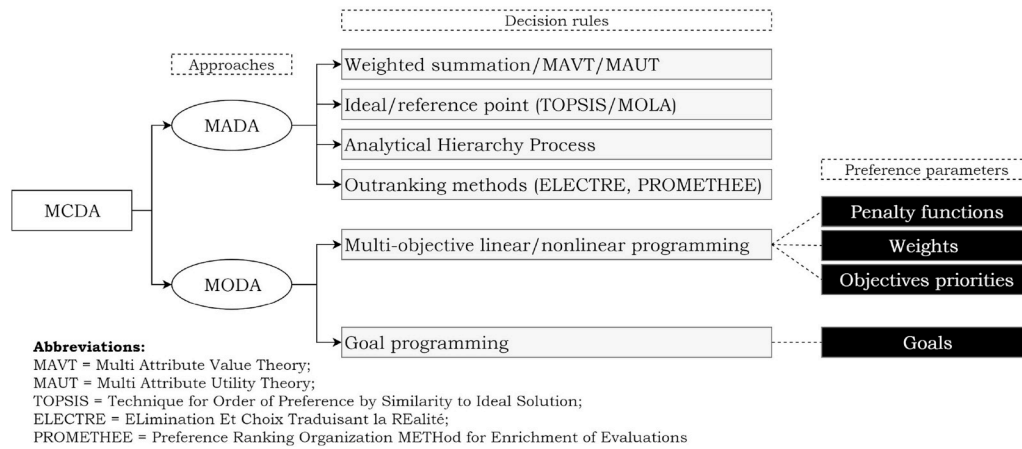 Decision rules
Approaches
Weighted summation/MAVT/MAUT
Ideal/reference point (TOPSIS/MOLA)
MADA
Analytical Hierarchy Process
Outranking methods (ELECTRE, PROMETHEE)
Preference parameters
MCDA
Penalty functions
Multi-objective linear/nonlinear programming
Weights
MODA
Objectives priorities
Goal programming
Goals
Abbreviations:
MAVT = Multi Attribute Value Theory;
MAUT = Multi Attribute Utility Theory;
TOPSIS = Technique for Order of Preference by Similarity to Ideal Solution;
ELECTRE = ELimination Et Choix Traduisant la REalité;
PROMETHEE = Preference Ranking Organization METHod for Enrichment of Evaluations